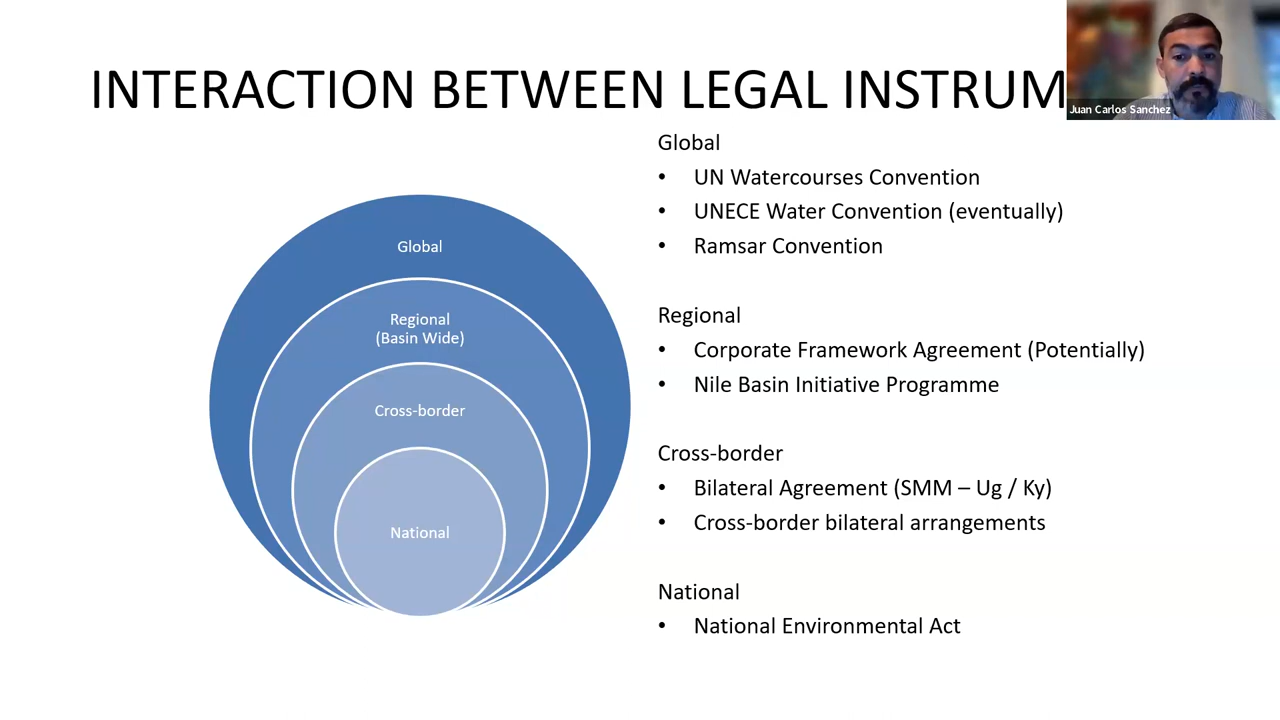 INTERACTION BETWEEN LEGAL INSTRUM
Juan Carlos Sanchez
Global
Regional
(Basin Wide)
Cross-border
National
Global
• UN Watercourses Convention
• UNECE Water Convention (eventually)
• Ramsar Convention
Regional
• Corporate Framework Agreement (Potentially)
• Nile Basin Initiative Programme
Cross-border
• Bilateral Agreement (SMM – Ug / Ky)
• Cross-border bilateral arrangements
National
• National Environmental Act